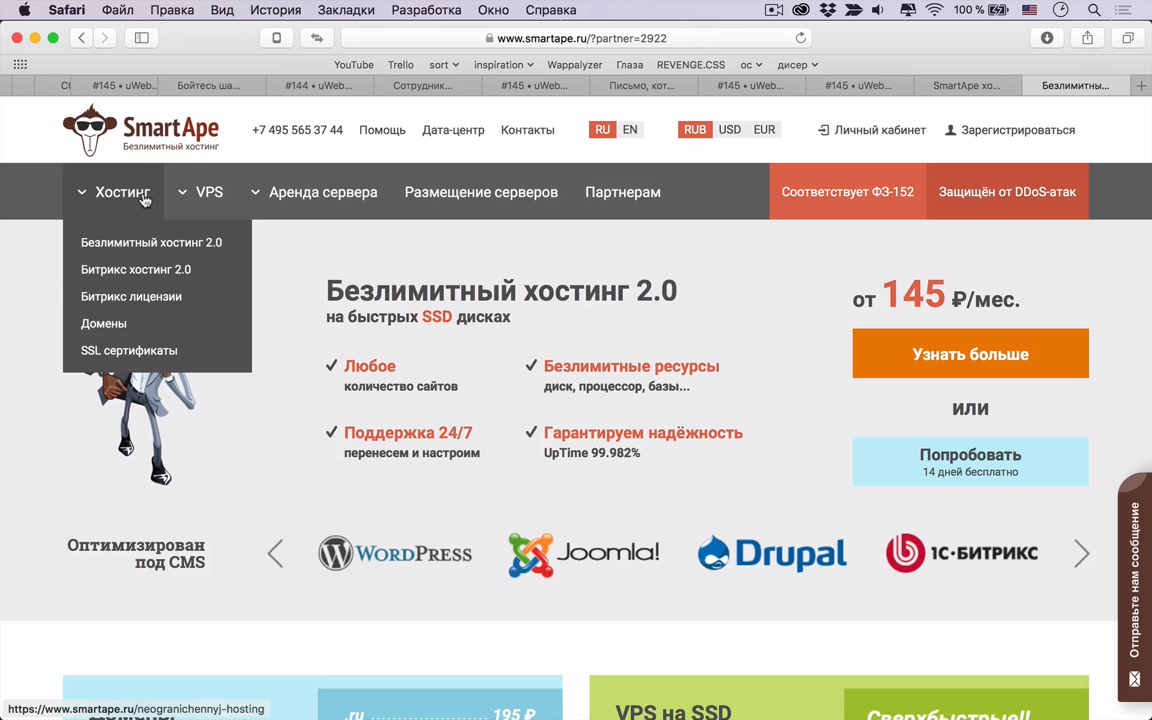 Safari Файл Правка Вид История Закладки Разработка Окно Справка 100 %
www.smartape.ru/?partner=2922
YouTube Trello sort inspiration Wappalyzer Глаза REVENGE.CSS ос дисер
#145 • uWeb... Бойтесь ша... #144 • uWeb... Сотрудник... #145 • uWeb... Письмо, кот... #145 • uWeb... #145 • uWeb... SmartApe хо... Безлимитны...
SmartApe
Безлимитный хостинг
+7 495 565 37 44 Помощь Дата-центр Контакты RU EN RUB USD EUR Личный кабинет Зарегистрироваться
Хостинг VPS Аренда сервера Размещение серверов Партнерам Соответствует ФЗ-152 Защищён от DDoS-атак
Безлимитный хостинг 2.0
Битрикс хостинг 2.0
Битрикс лицензии
Домены
SSL сертификаты
Безлимитный хостинг 2.0
на быстрых SSD дисках
Любое
количество сайтов
Безлимитные ресурсы
диск, процессор, базы...
Поддержка 24/7
перенесем и настроим
Гарантируем надёжность
UpTime 99.982%
от 145 ₽/мес.
Узнать больше
или
Попробовать
14 дней бесплатно
Оптимизирован
под CMS
WORDPRESS Joomla! Drupal 1С·БИТРИКС
Отправьте нам сообщение
.ru 195 ₽
VPS на SSD
Сверхбыстрые!!
https://www.smartape.ru/neogranichennyj-hosting